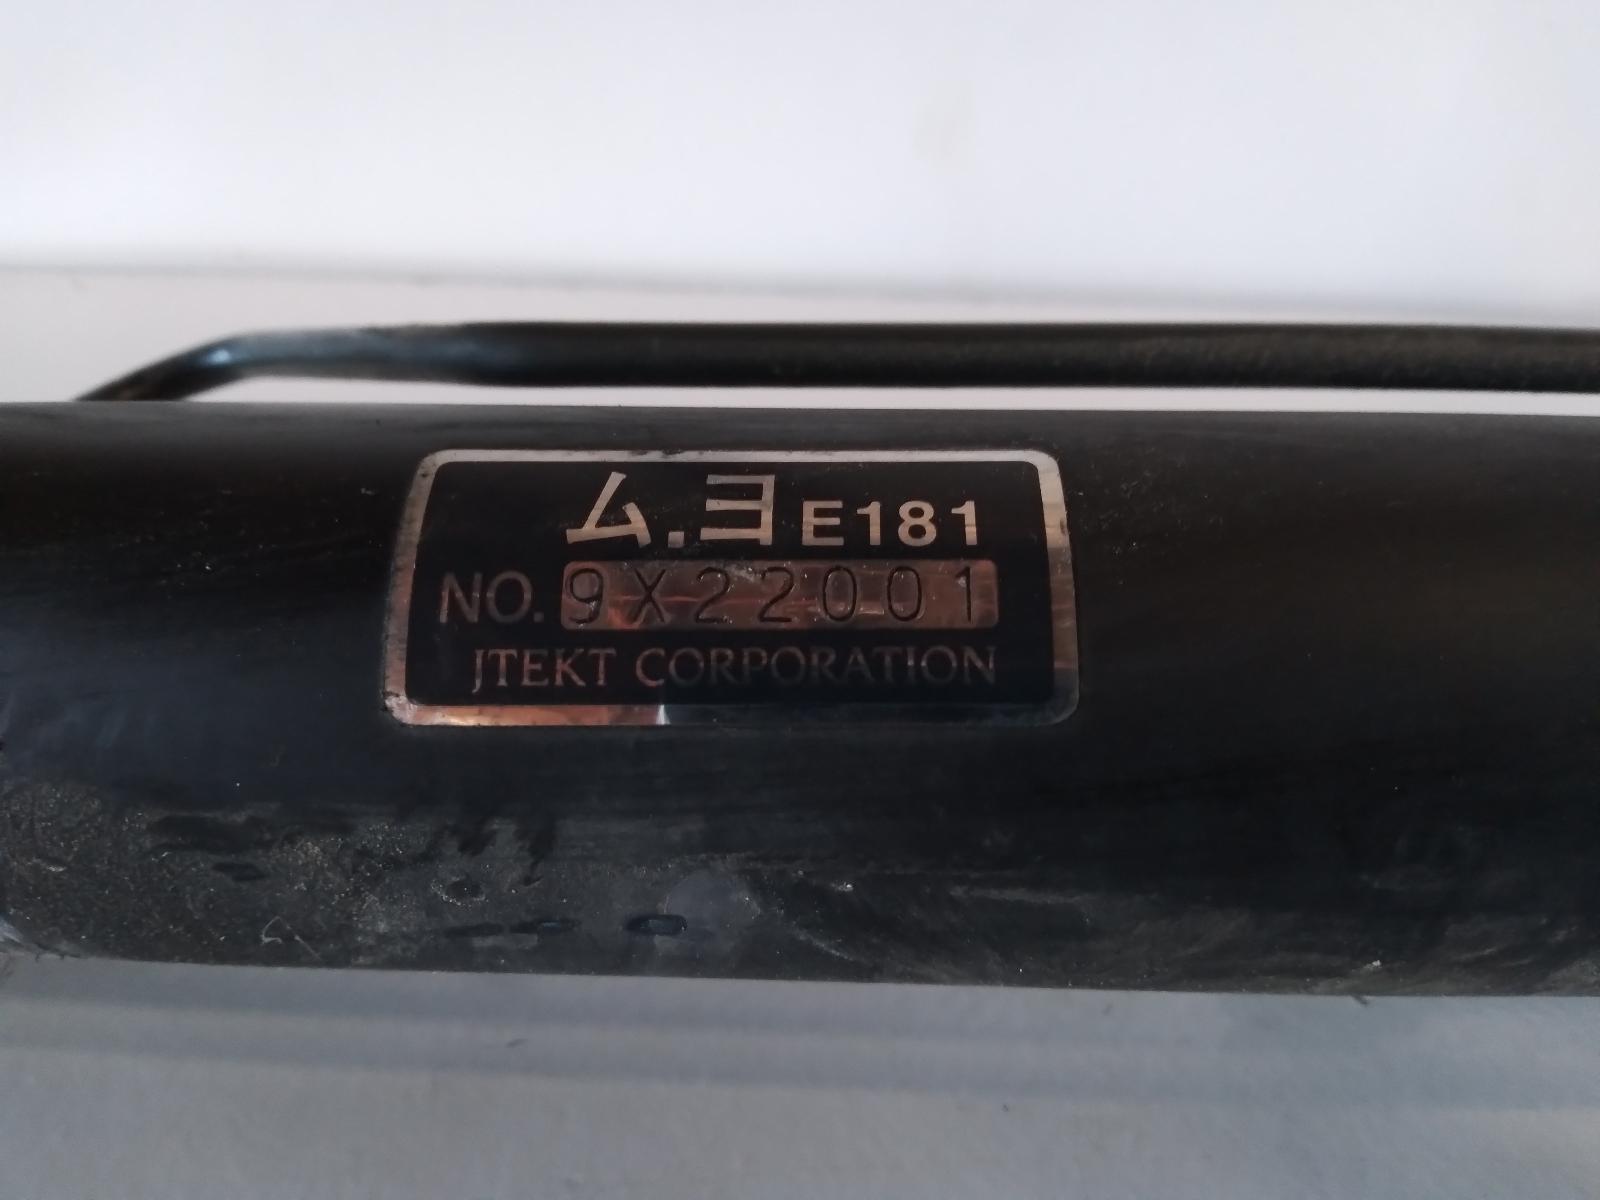 ム.ヨ E181
NO. 9X22001
JTEKT CORPORATION